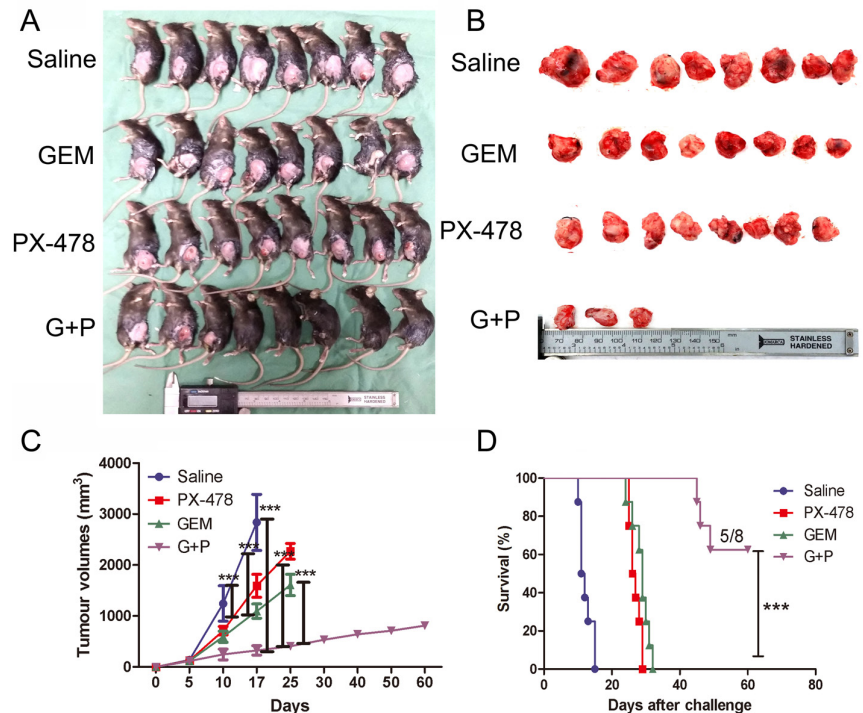 A
B
Saline
GEM
PX-478
G+P
Saline
GEM
PX-478
G+P
70 80 90 100 110 120 130 140 150 mm
STAINLESS
HARDENED
C
D
Tumour volumes (mm³)
4000
3000
2000
1000
0
Saline
PX-478
GEM
G+P
***
***
***
***
***
0 5 10 17 25 30 40 50 60
Days
Survival (%)
100
80
60
40
20
0
Saline
PX-478
GEM
G+P
5/8
***
0 20 40 60 80
Days after challenge